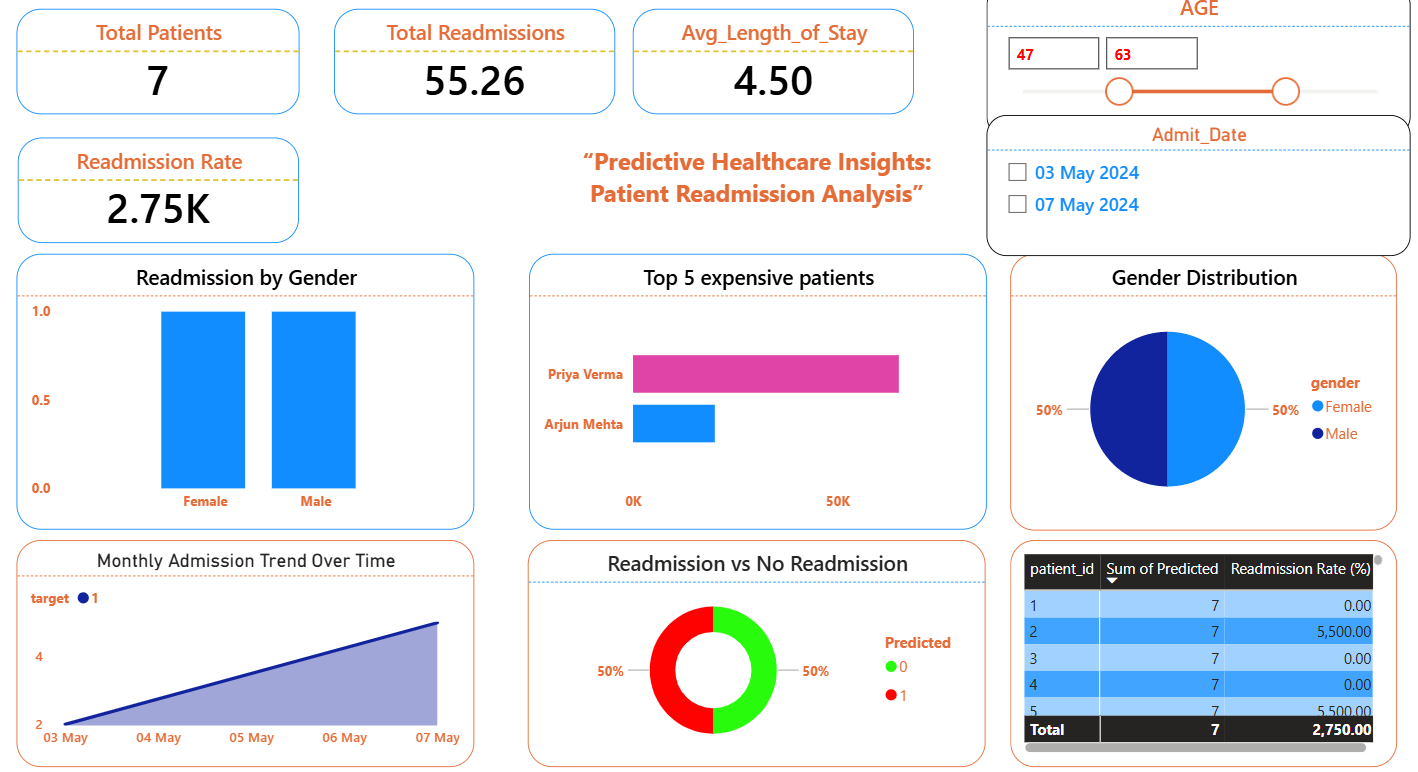 Total Patients
7
Total Readmissions
55.26
Avg_Length_of_Stay
4.50
AGE
47 63
Admit_Date
03 May 2024
07 May 2024
Readmission Rate
2.75K
“Predictive Healthcare Insights:
Patient Readmission Analysis”
Readmission by Gender
1.0
0.5
0.0
Female Male
Top 5 expensive patients
Priya Verma
Arjun Mehta
0K 50K
Gender Distribution
50% 50%
gender
Female
Male
Monthly Admission Trend Over Time
target 1
4
2
03 May 04 May 05 May 06 May 07 May
Readmission vs No Readmission
50% 50%
Predicted
0
1
patient_id Sum of Predicted Readmission Rate (%)
1 7 0.00
2 7 5,500.00
3 7 0.00
4 7 0.00
5 7 5,500.00
Total 7 2,750.00